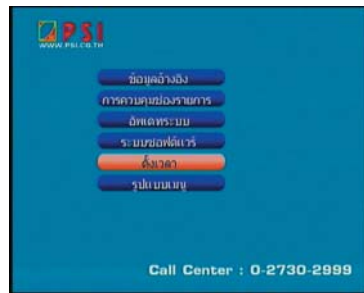 PSI
WWW.PSI.CO.TH
ข้อมูลอ้างอิง
การควบคุมช่องรายการ
อัพเดทระบบ
ระบบซอฟต์แวร์
ตั้งเวลา
รูปแบบเมนู
Call Center : 0-2730-2999